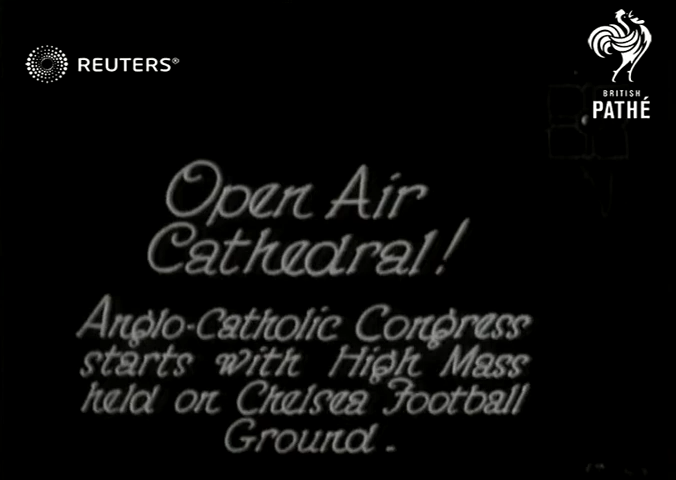 REUTERS®
BRITISH
PATHÉ
Open Air
Cathedral!
Anglo-Catholic Congress
starts with High Mass
held on Chelsea Football
Ground.